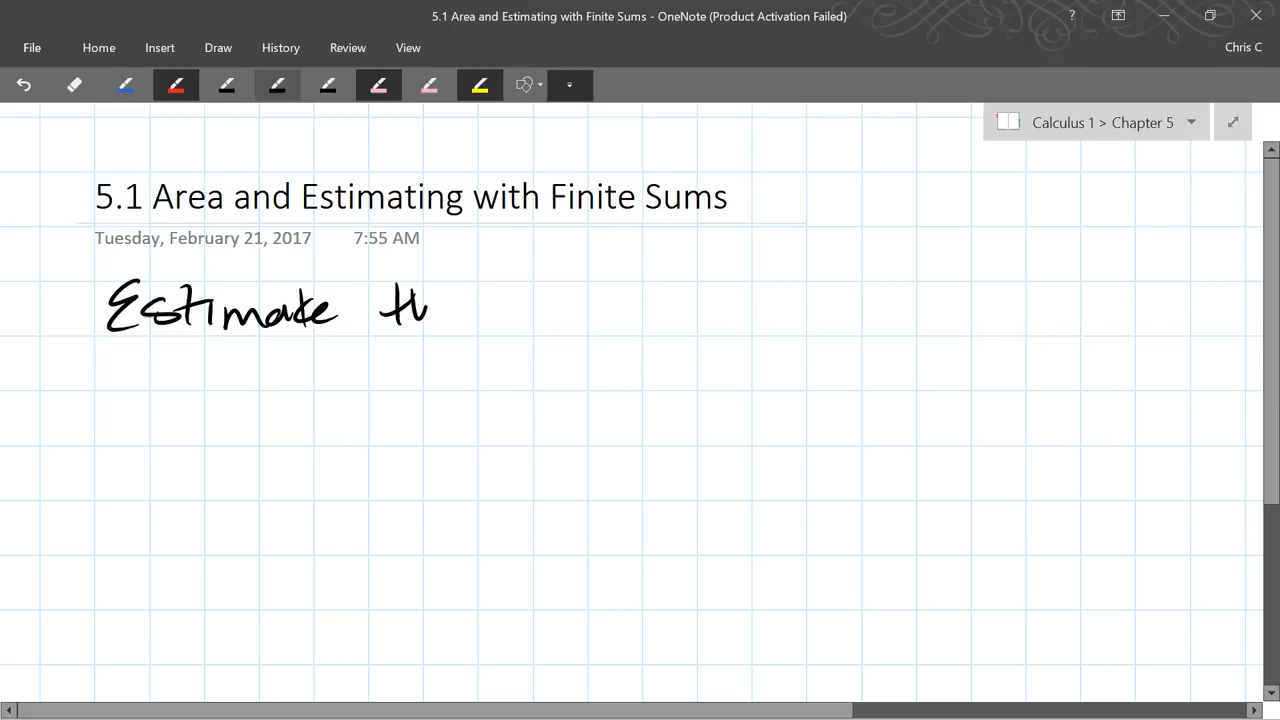 5.1 Area and Estimating with Finite Sums - OneNote (Product Activation Failed)
?
File Home Insert Draw History Review View
Chris C
Calculus 1 > Chapter 5
5.1 Area and Estimating with Finite Sums
Tuesday, February 21, 2017 7:55 AM
Estimate th